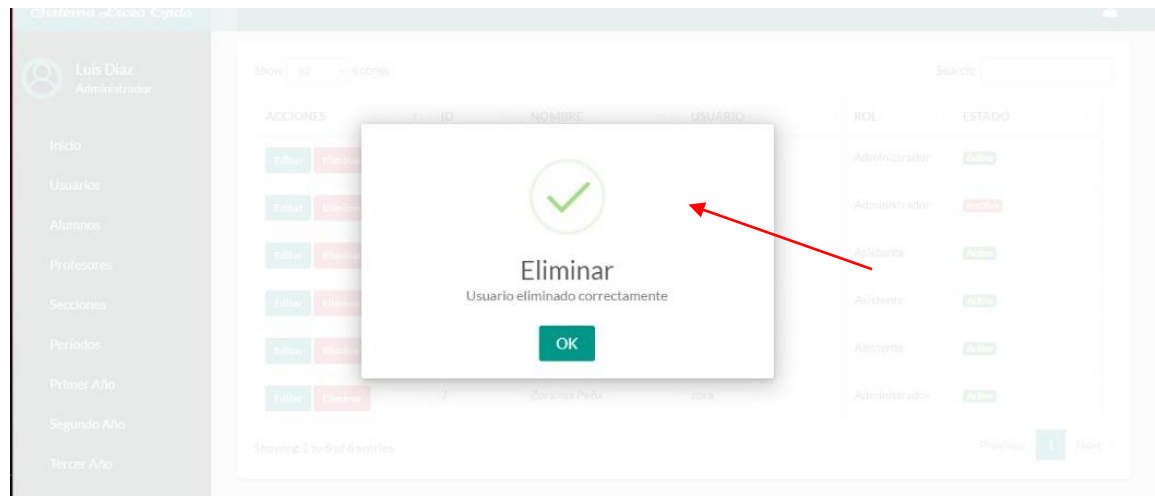 Sistema Liceo Ejido
Luis Díaz
Administrador
Inicio
Usuarios
Alumnos
Profesores
Secciones
Periodos
Primer Año
Segundo Año
Tercer Año
Show 10 entries
Search:
ACCIONES ID NOMBRE USUARIO ROL ESTADO
Editar Eliminar Administrador Activo
Editar Eliminar Administrador Inactivo
Editar Eliminar Asistente Activo
Editar Eliminar Asistente Activo
Editar Eliminar Asistente Activo
Editar Eliminar 7 Zoraima Peña zora Administrador Activo
Showing 1 to 6 of 6 entries
Previous 1 Next
Eliminar
Usuario eliminado correctamente
OK